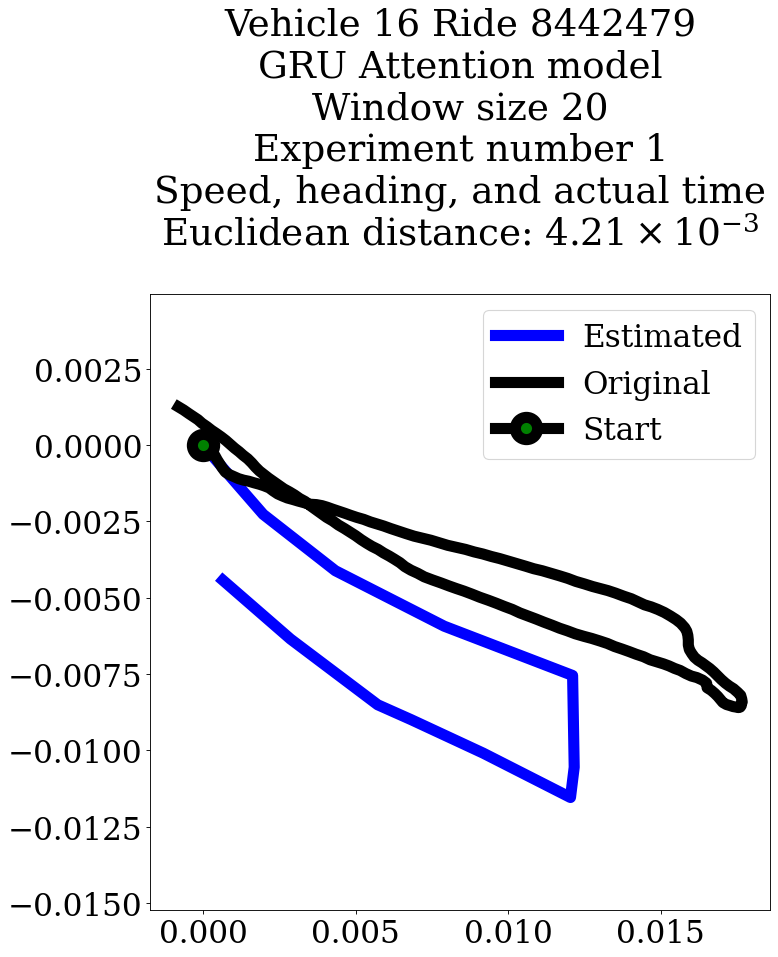 Vehicle 16 Ride 8442479
GRU Attention model
Window size 20
Experiment number 1
Speed, heading, and actual time
Euclidean distance: 4.21 × 10⁻³
Estimated
Original
Start
0.0025
0.0000
−0.0025
−0.0050
−0.0075
−0.0100
−0.0125
−0.0150
0.000 0.005 0.010 0.015